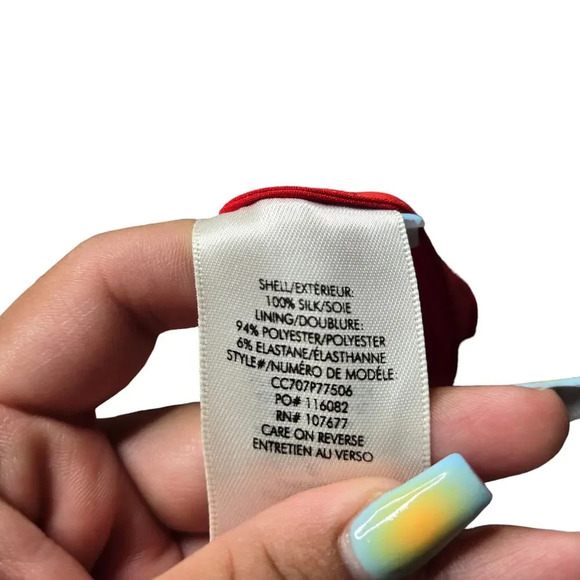 SHELL/EXTÉRIEUR:
100% SILK/SOIE
LINING/DOUBLURE:
94% POLYESTER/POLYESTER
6% ELASTANE/ÉLASTHANNE
STYLE#/NUMÉRO DE MODÉLE:
CC707P77506
PO# 116082
RN# 107677
CARE ON REVERSE
ENTRETIEN AU VERSO